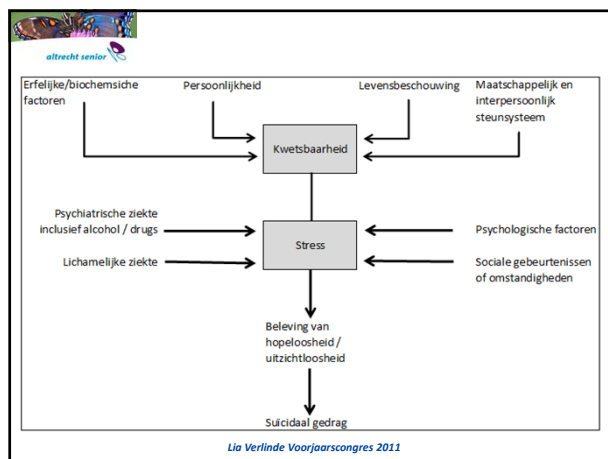 altrecht senior
Erfelijke/biochemsiche
factoren
Persoonlijkheid
Levensbeschouwing
Maatschappelijk en
interpersoonlijk
steunsysteem
Kwetsbaarheid
Psychiatrische ziekte
inclusief alcohol / drugs
Psychologische factoren
Stress
Lichamelijke ziekte
Sociale gebeurtenissen
of omstandigheden
Beleving van
hopeloosheid /
uitzichtloosheid
Suïcidaal gedrag
Lia Verlinde Voorjaarscongres 2011